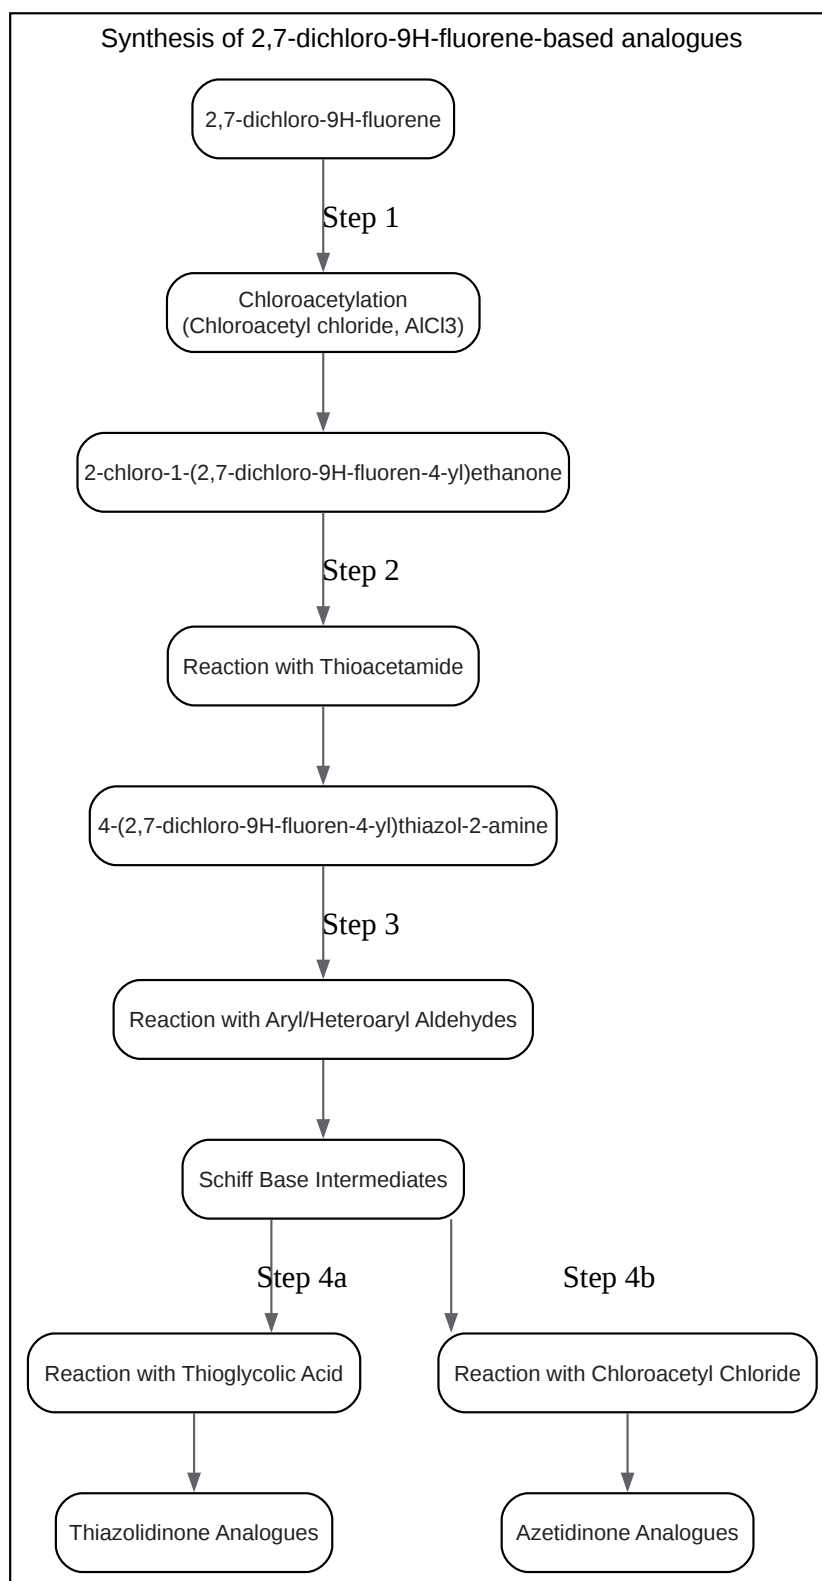 Synthesis of 2,7-dichloro-9H-fluorene-based analogues
2,7-dichloro-9H-fluorene
Step 1
Chloroacetylation
(Chloroacetyl chloride, AlCl3)
2-chloro-1-(2,7-dichloro-9H-fluoren-4-yl)ethanone
Step 2
Reaction with Thioacetamide
4-(2,7-dichloro-9H-fluoren-4-yl)thiazol-2-amine
Step 3
Reaction with Aryl/Heteroaryl Aldehydes
Schiff Base Intermediates
Step 4a
Step 4b
Reaction with Thioglycolic Acid
Reaction with Chloroacetyl Chloride
Thiazolidinone Analogues
Azetidinone Analogues